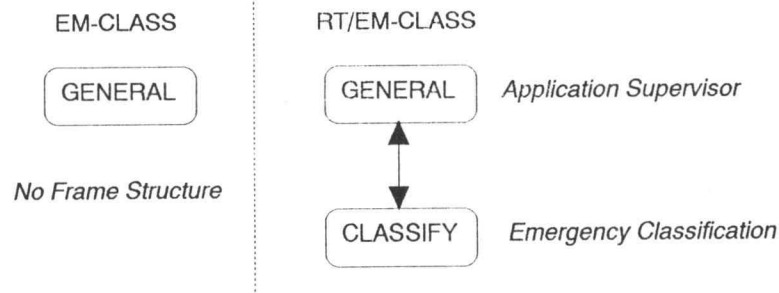 EM-CLASS
GENERAL
No Frame Structure
RT/EM-CLASS
GENERAL
Application Supervisor
CLASSIFY
Emergency Classification